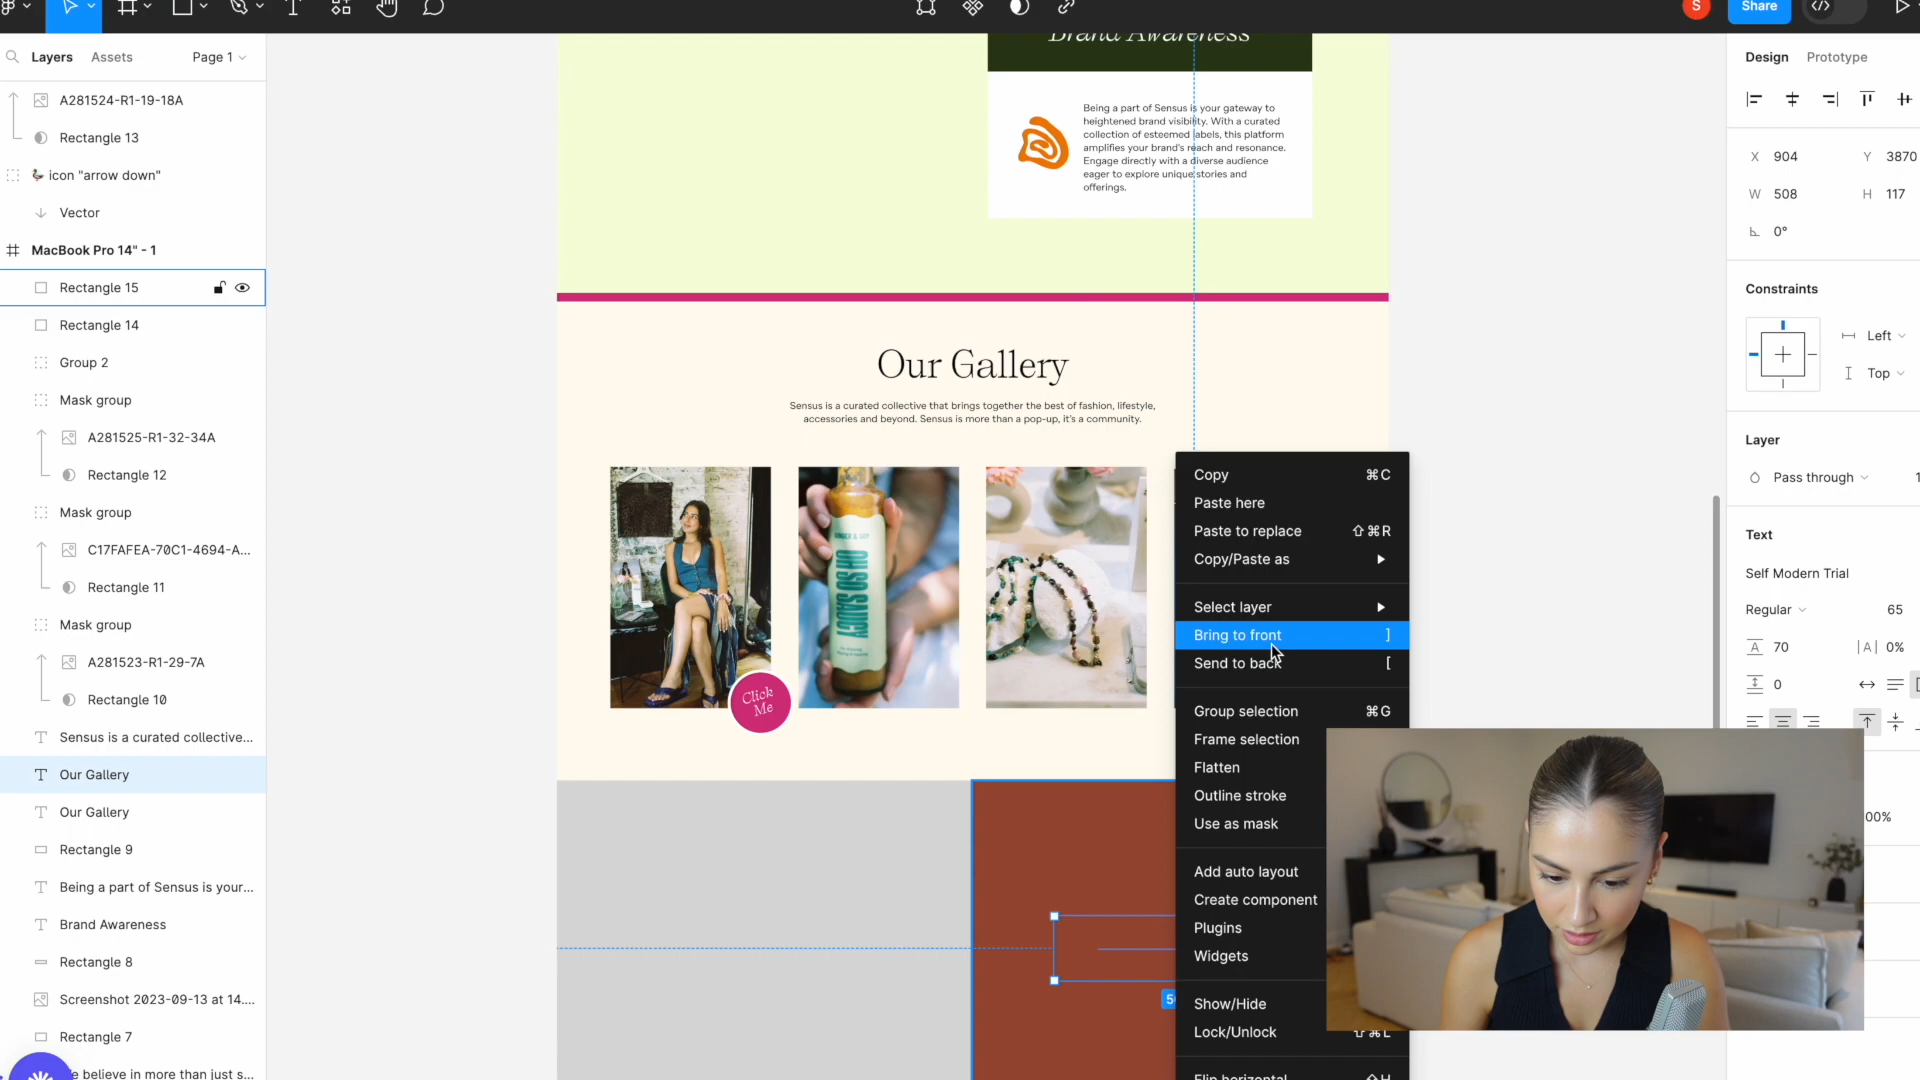 S
Share
Layers
Assets
Page 1
A281524-R1-19-18A
Rectangle 13
icon "arrow down"
Vector
MacBook Pro 14" - 1
Rectangle 15
Rectangle 14
Group 2
Mask group
A281525-R1-32-34A
Rectangle 12
Mask group
C17FAFEA-70C1-4694-A...
Rectangle 11
Mask group
A281523-R1-29-7A
Rectangle 10
Sensus is a curated collective...
Our Gallery
Our Gallery
Rectangle 9
Being a part of Sensus is your...
Brand Awareness
Rectangle 8
Screenshot 2023-09-13 at 14....
Rectangle 7
e believe in more than just s...
Brand Awareness
Being a part of Sensus is your gateway to
heightened brand visibility. With a curated
collection of esteemed labels, this platform
amplifies your brand's reach and resonance.
Engage directly with a diverse audience
eager to explore unique stories and
offerings.
Our Gallery
Sensus is a curated collective that brings together the best of fashion, lifestyle,
accessories and beyond. Sensus is more than a pop-up, it's a community.
OH SO SAUCY
Click
Me
Copy ⌘C
Paste here
Paste to replace ⇧⌘R
Copy/Paste as
Select layer
Bring to front ]
Send to back [
Group selection ⌘G
Frame selection
Flatten
Outline stroke
Use as mask
Add auto layout
Create component
Plugins
Widgets
Show/Hide
Lock/Unlock ⇧⌘L
Flip horizontal ⇧H
Design
Prototype
X 904 Y 3870
W 508 H 117
0°
Constraints
Left
Top
Layer
Pass through 1
Text
Self Modern Trial
Regular 65
70 |A| 0%
0
00%